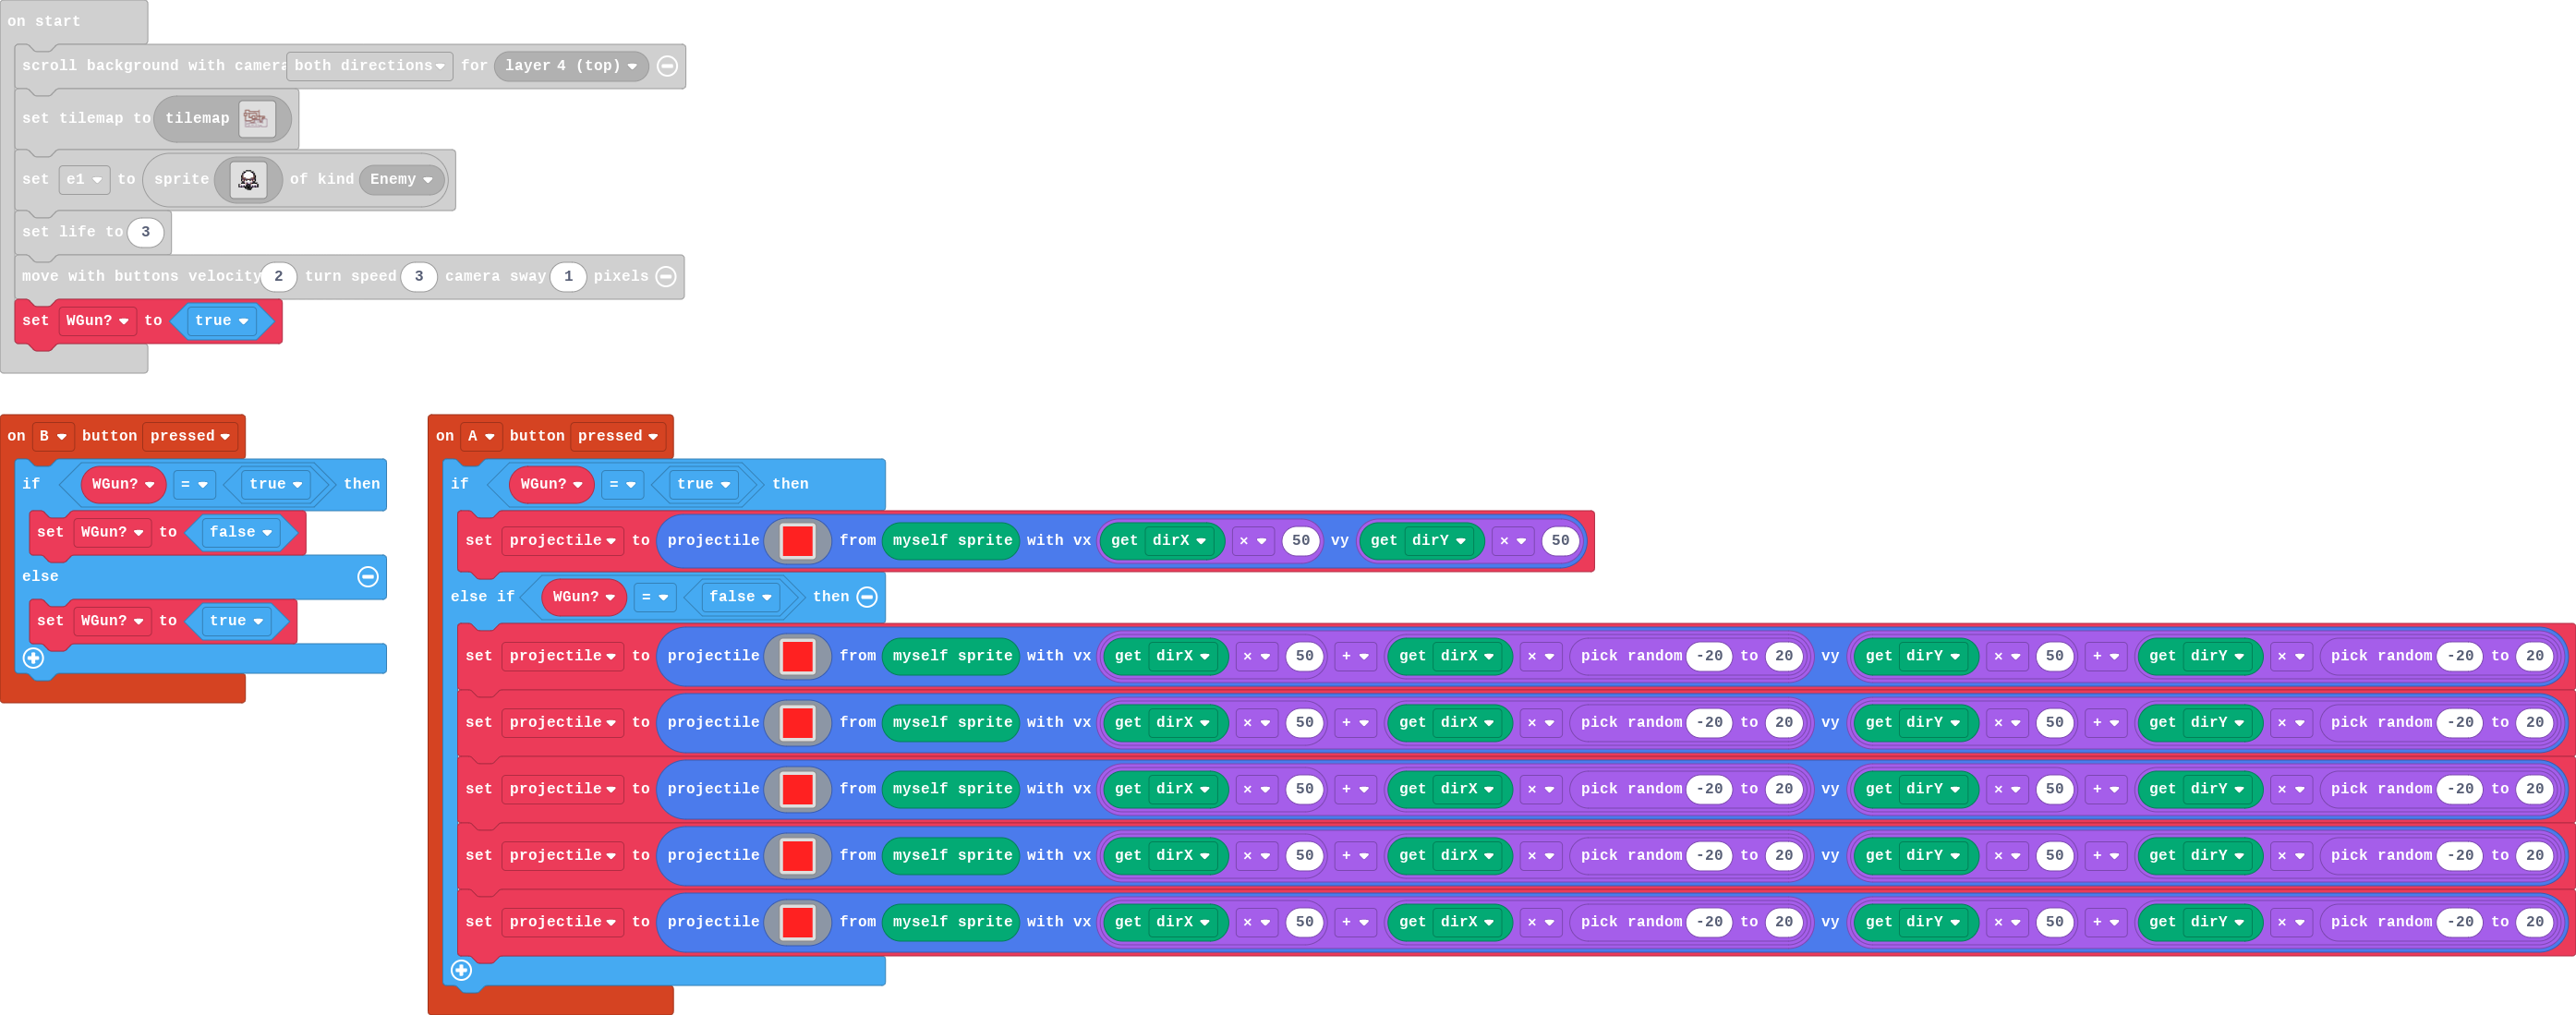 on start
scroll background with camera both directions for layer 4 (top)
set tilemap to tilemap
set e1 to sprite of kind Enemy
set life to 3
move with buttons velocity 2 turn speed 3 camera sway 1 pixels
set WGun? to true
on B button pressed
if WGun? = true then
set WGun? to false
else
set WGun? to true
on A button pressed
if WGun? = true then
set projectile to projectile from myself sprite with vx get dirX × 50 vy get dirY × 50
else if WGun? = false then
set projectile to projectile from myself sprite with vx get dirX × 50 + get dirX × pick random -20 to 20 vy get dirY × 50 + get dirY × pick random -20 to 20
set projectile to projectile from myself sprite with vx get dirX × 50 + get dirX × pick random -20 to 20 vy get dirY × 50 + get dirY × pick random -20 to 20
set projectile to projectile from myself sprite with vx get dirX × 50 + get dirX × pick random -20 to 20 vy get dirY × 50 + get dirY × pick random -20 to 20
set projectile to projectile from myself sprite with vx get dirX × 50 + get dirX × pick random -20 to 20 vy get dirY × 50 + get dirY × pick random -20 to 20
set projectile to projectile from myself sprite with vx get dirX × 50 + get dirX × pick random -20 to 20 vy get dirY × 50 + get dirY × pick random -20 to 20